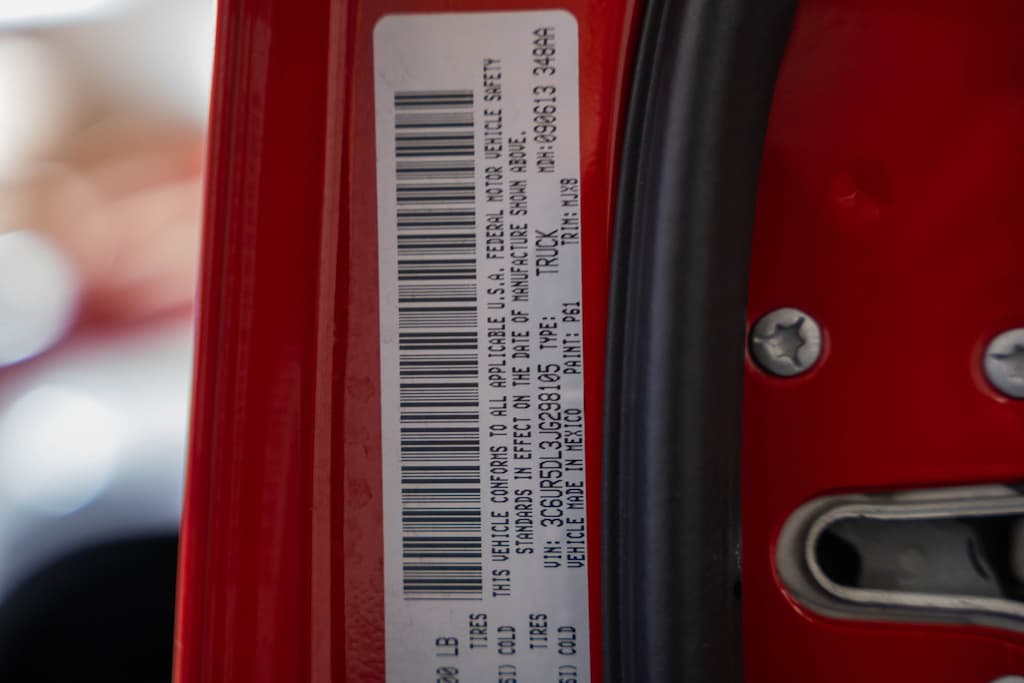 00 LB
TIRES
SI) COLD
TIRES
SI) COLD
THIS VEHICLE CONFORMS TO ALL APPLICABLE U.S.A. FEDERAL MOTOR VEHICLE SAFETY
STANDARDS IN EFFECT ON THE DATE OF MANUFACTURE SHOWN ABOVE.
VIN: 3C6UR5DL3JG298105 TYPE: TRUCK MDH:090613 348AA
VEHICLE MADE IN MEXICO PAINT: P61 TRIM:MJX8